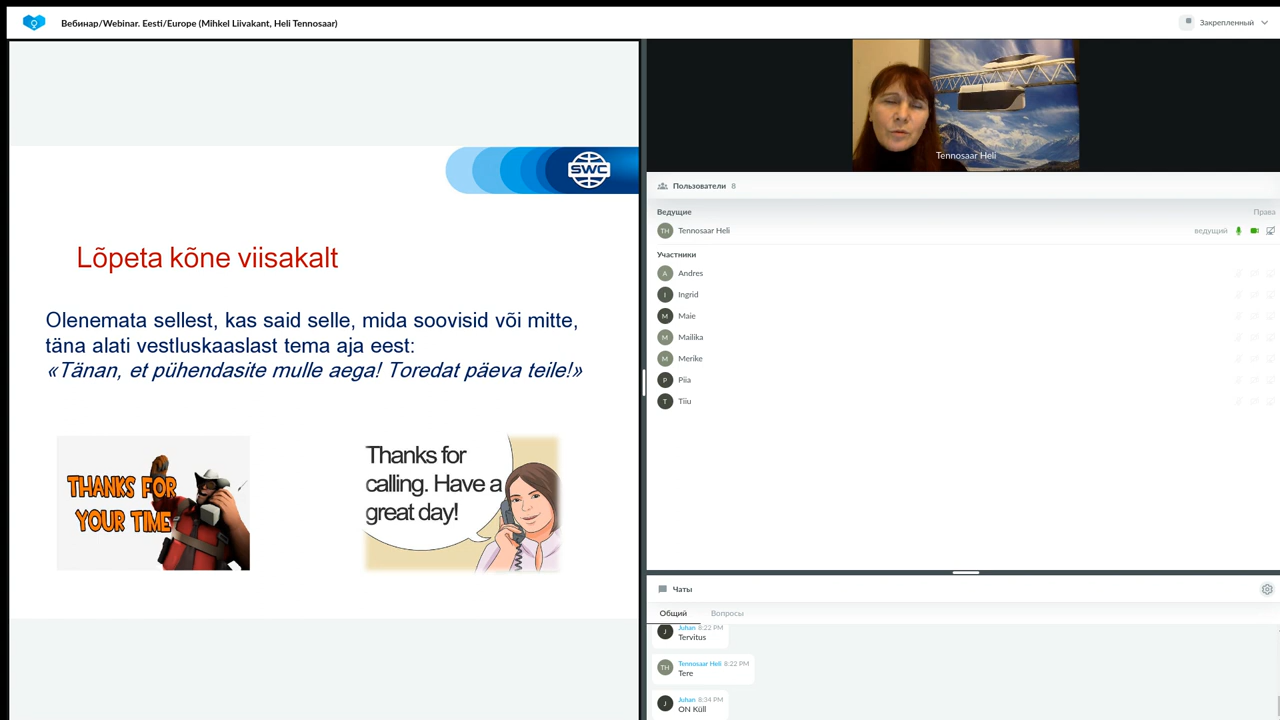 Вебинар/Webinar. Eesti/Europe (Mihkel Liivakant, Heli Tennosaar)
Закрепленный
SWC
Lõpeta kõne viisakalt
Olenemata sellest, kas said selle, mida soovisid või mitte,
täna alati vestluskaaslast tema aja eest:
«Tänan, et pühendasite mulle aega! Toredat päeva teile!»
THANKS FOR
YOUR TIME
Thanks for
calling. Have a
great day!
Tennosaar Heli
Пользователи 8
Ведущие
Права
TH Tennosaar Heli
ведущий
Участники
A Andres
I Ingrid
M Maie
M Mailika
M Merike
P Piia
T Tiiu
Чаты
Общий
Вопросы
J Juhan 8:22 PM
Tervitus
TH Tennosaar Heli 8:22 PM
Tere
J Juhan 8:34 PM
ON Küll